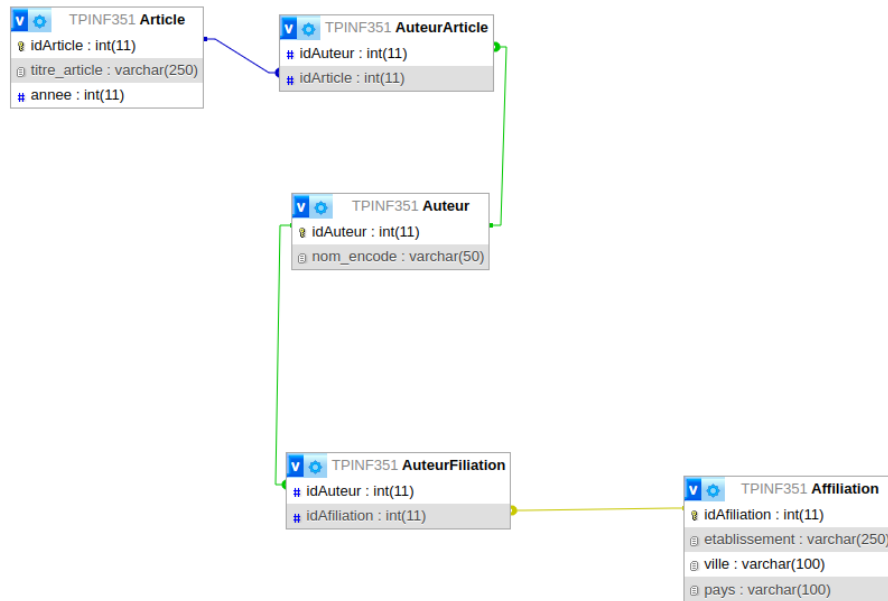 TPINF351 Article
idArticle : int(11)
titre_article : varchar(250)
annee : int(11)
TPINF351 AuteurArticle
idAuteur : int(11)
idArticle : int(11)
TPINF351 Auteur
idAuteur : int(11)
nom_encode : varchar(50)
TPINF351 AuteurFiliation
idAuteur : int(11)
idAfiliation : int(11)
TPINF351 Affiliation
idAfiliation : int(11)
etablissement : varchar(250)
ville : varchar(100)
pays : varchar(100)